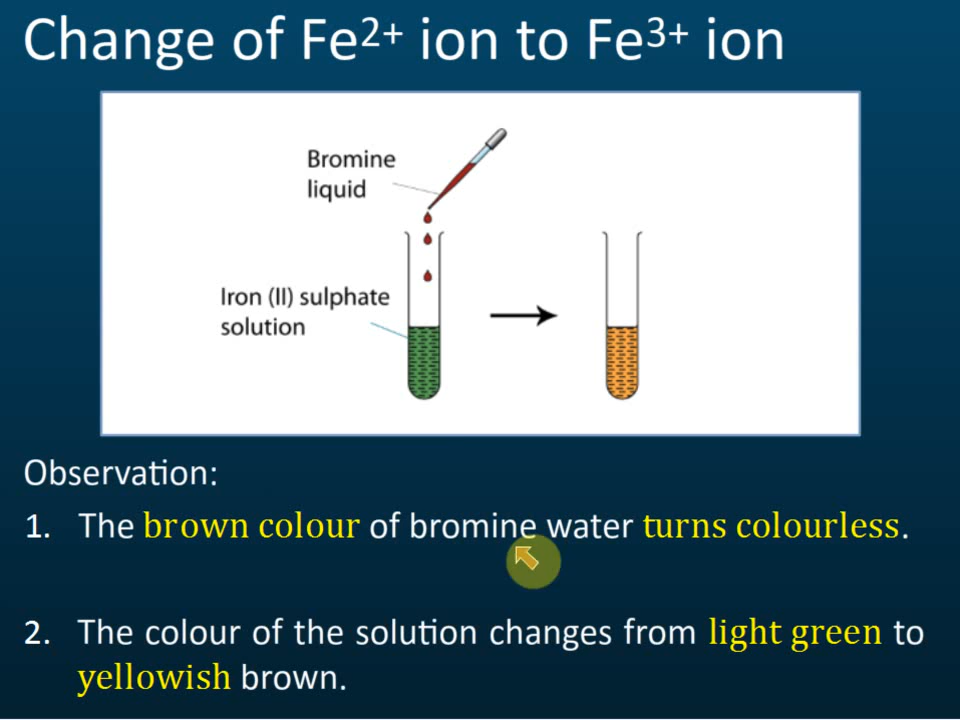 Change of Fe²⁺ ion to Fe³⁺ ion
Bromine
liquid
Iron (II) sulphate
solution
Observation:
1. The brown colour of bromine water turns colourless.
2. The colour of the solution changes from light green to
yellowish brown.